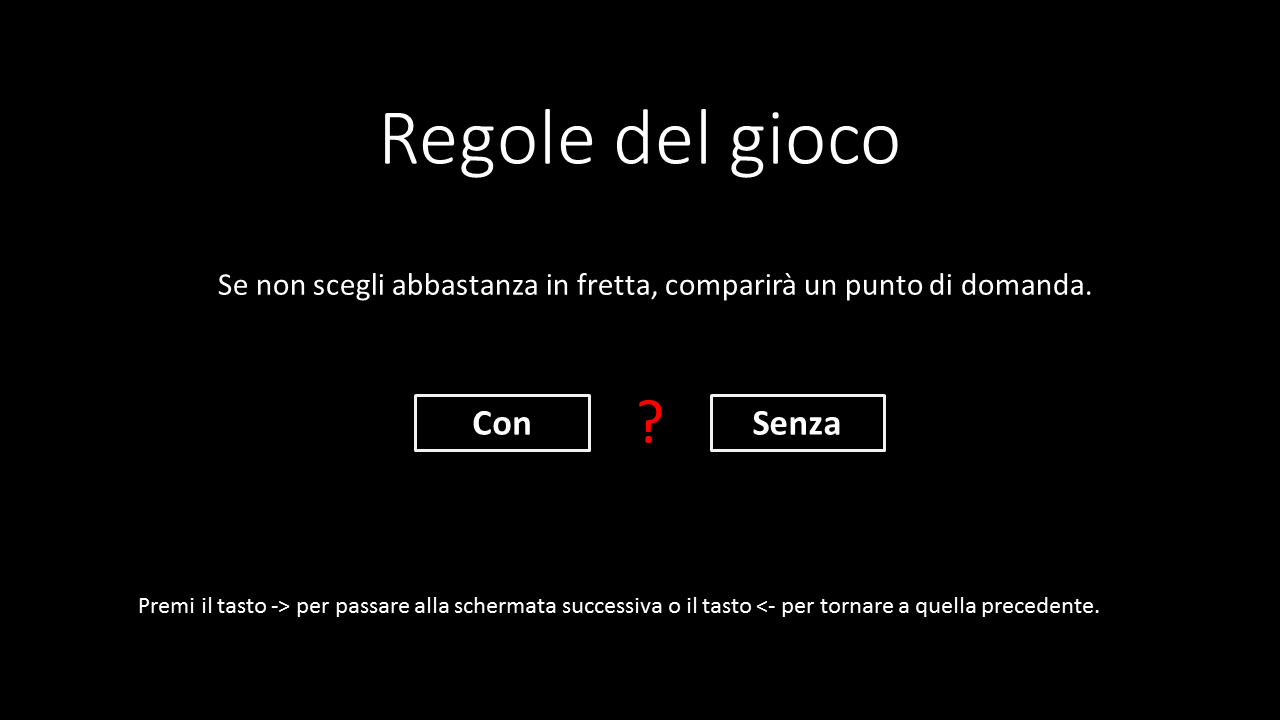 Regole del gioco
Se non scegli abbastanza in fretta, comparirà un punto di domanda.
Con ? Senza
Premi il tasto -> per passare alla schermata successiva o il tasto <- per tornare a quella precedente.